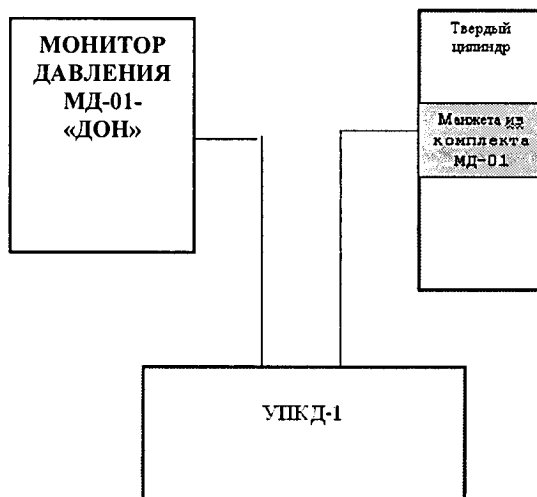 МОНИТОР
ДАВЛЕНИЯ
МД-01-
«ДОН»
Твердый
цилиндр
Манжета из
комплекта
МД-01
УПКД-1